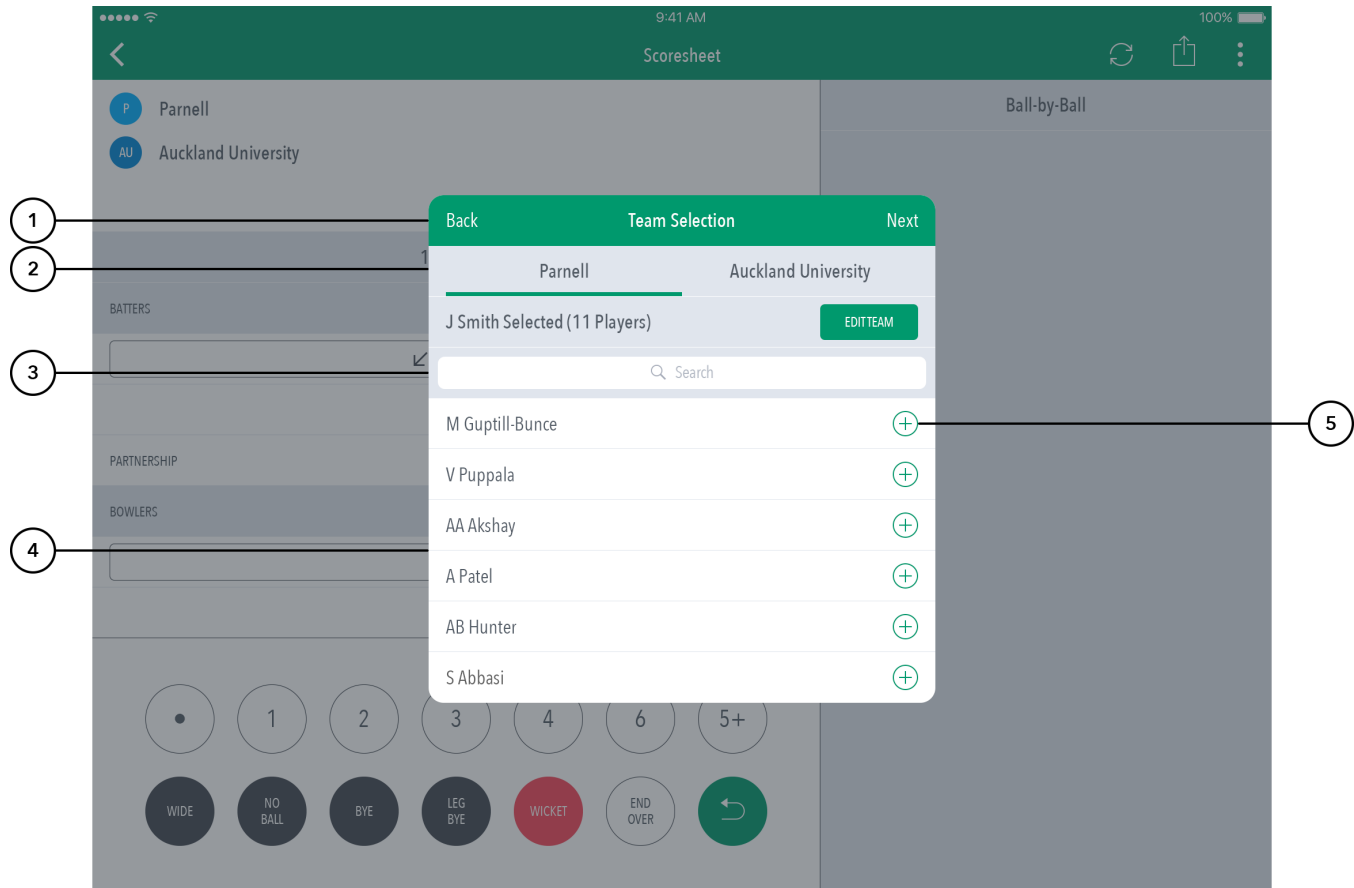 9:41 AM
100%
Scoresheet
P
Parnell
Ball-by-Ball
AU
Auckland University
1
Back
Team Selection
Next
2
1
Parnell
Auckland University
BATTERS
J Smith Selected (11 Players)
EDIT TEAM
3
Search
M Guptill-Bunce
5
PARTNERSHIP
V Puppala
BOWLERS
AA Akshay
4
A Patel
AB Hunter
S Abbasi
1
2
3
4
6
5+
WIDE
NO
BALL
BYE
LEG
BYE
WICKET
END
OVER